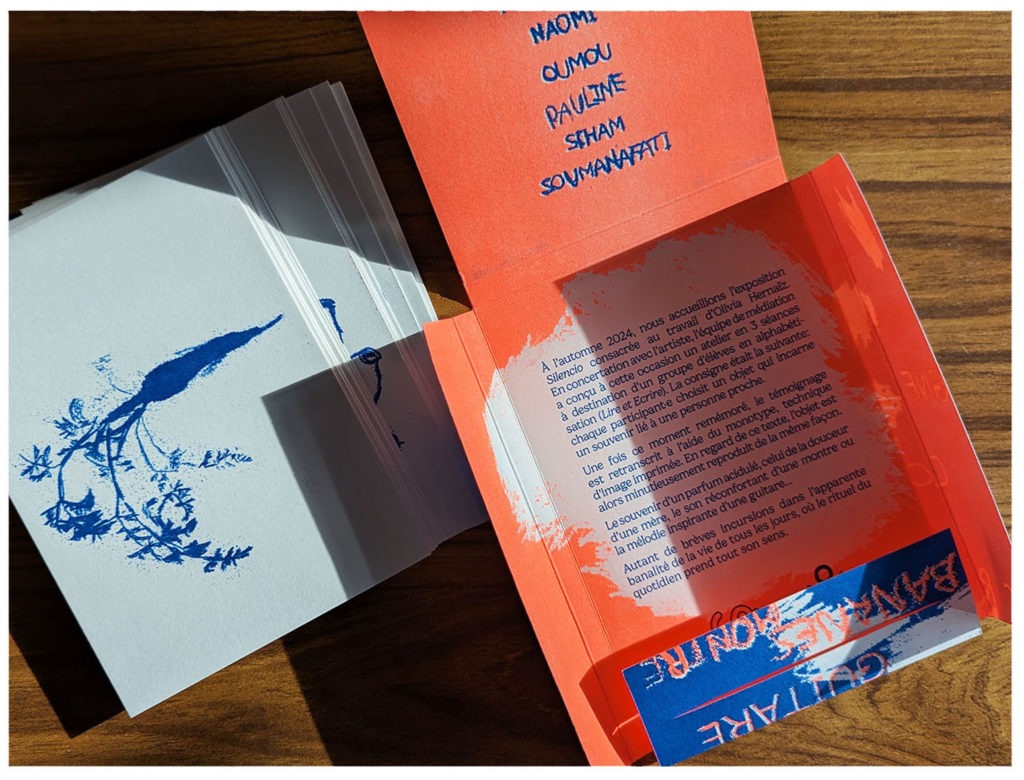 NAOMI
OUMOU
PAULINE
SIHAM
SOUMANAFATI
À l'automne 2024, nous accueillions l'exposition
Silencio consacrée au travail d'Olivia Hernaïz.
En concertation avec l'artiste, l'équipe de médiation
a conçu à cette occasion un atelier en 3 séances
à destination d'un groupe d'élèves en alphabéti-
sation (Lire et Ecrire). La consigne était la suivante:
chaque participant·e choisit un objet qui incarne
un souvenir lié à une personne proche.
Une fois ce moment remémoré, le témoignage
est retranscrit à l'aide du monotype, technique
d'image imprimée. En regard de ce texte, l'objet est
alors minutieusement reproduit de la même façon.
Le souvenir d'un parfum acidulé, celui de la douceur
d'une mère, le son réconfortant d'une montre ou
la mélodie inspirante d'une guitare...
Autant de brèves incursions dans l'apparente
banalité de la vie de tous les jours, où le rituel du
quotidien prend tout son sens.
BANANES
MONTRE
GUITARE